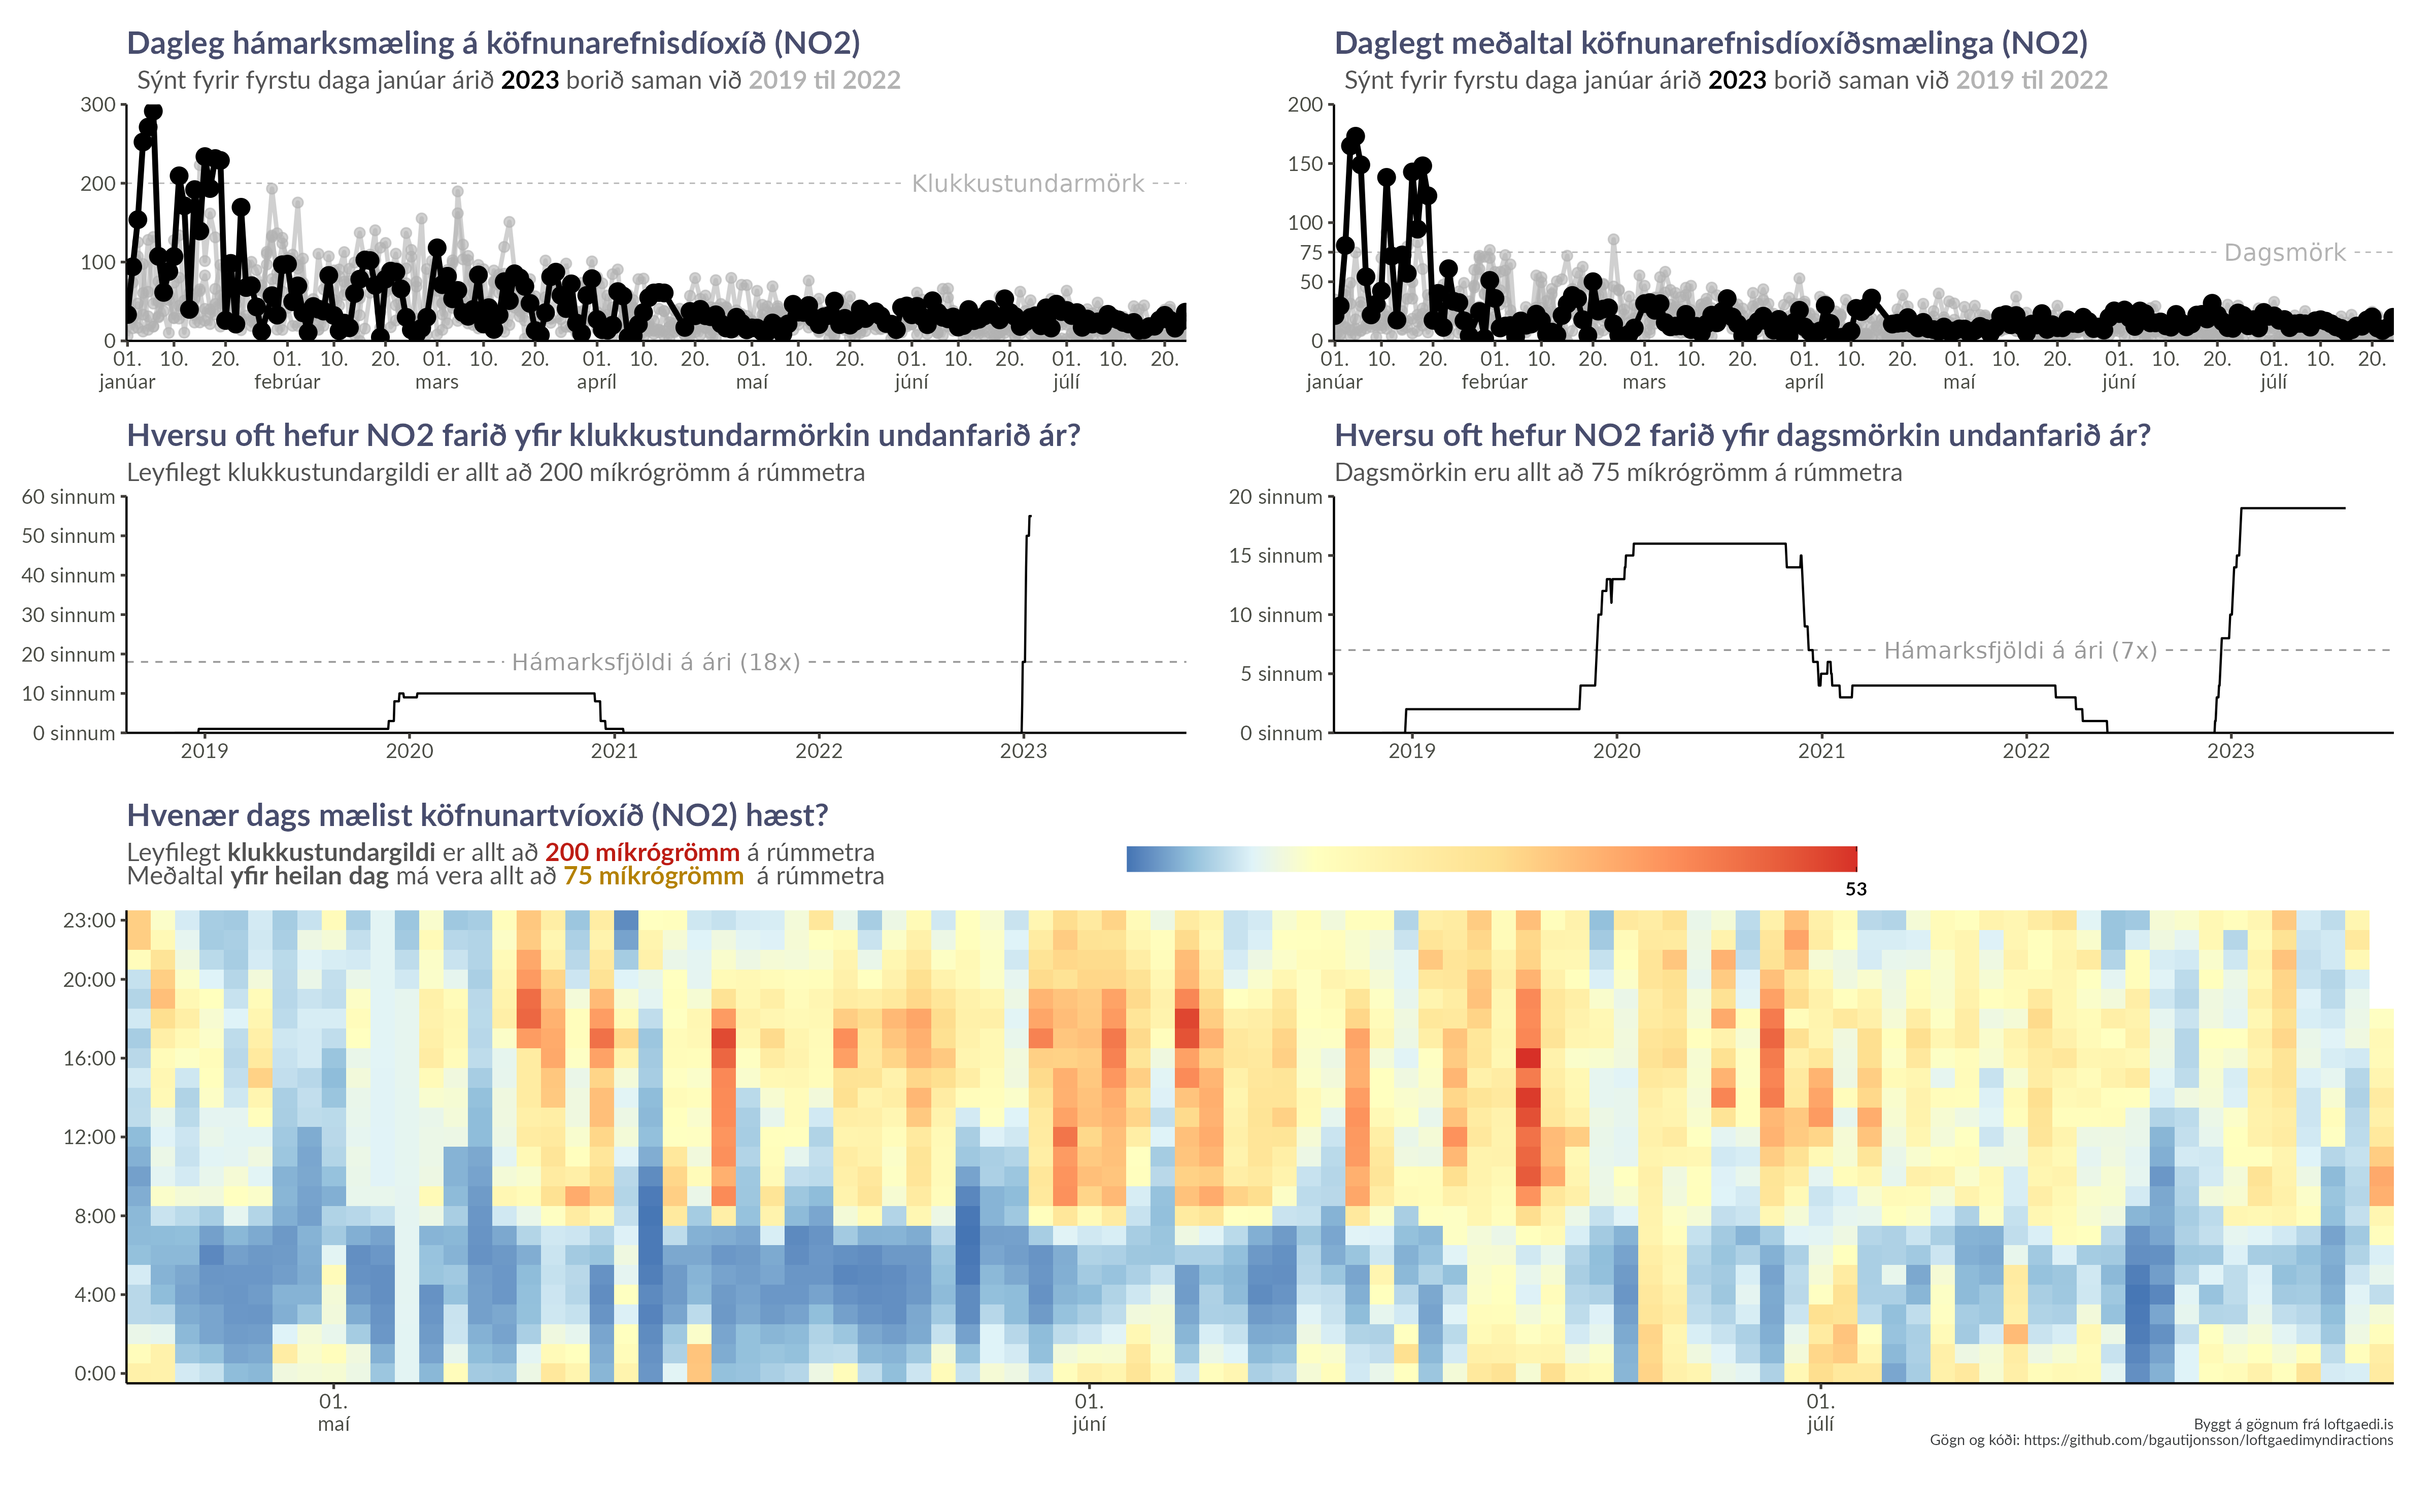 Dagleg hámarksmæling á köfnunarefnisdíoxíð (NO2)
Sýnt fyrir fyrstu daga janúar árið 2023 borið saman við 2019 til 2022
300
200
100
0
Klukkustundarmörk
01. 10. 20. 01. 10. 20. 01. 10. 20. 01. 10. 20. 01. 10. 20. 01. 10. 20. 01. 10. 20.
janúar febrúar mars apríl maí júní júlí
Daglegt meðaltal köfnunarefnisdíoxíðsmælinga (NO2)
Sýnt fyrir fyrstu daga janúar árið 2023 borið saman við 2019 til 2022
200
150
100
75
50
0
Dagsmörk
01. 10. 20. 01. 10. 20. 01. 10. 20. 01. 10. 20. 01. 10. 20. 01. 10. 20. 01. 10. 20.
janúar febrúar mars apríl maí júní júlí
Hversu oft hefur NO2 farið yfir klukkustundarmörkin undanfarið ár?
Leyfilegt klukkustundargildi er allt að 200 míkrógrömm á rúmmetra
60 sinnum
50 sinnum
40 sinnum
30 sinnum
20 sinnum
10 sinnum
0 sinnum
Hámarksfjöldi á ári (18x)
2019 2020 2021 2022 2023
Hversu oft hefur NO2 farið yfir dagsmörkin undanfarið ár?
Dagsmörkin eru allt að 75 míkrógrömm á rúmmetra
20 sinnum
15 sinnum
10 sinnum
5 sinnum
0 sinnum
Hámarksfjöldi á ári (7x)
2019 2020 2021 2022 2023
Hvenær dags mælist köfnunartvíoxíð (NO2) hæst?
Leyfilegt klukkustundargildi er allt að 200 míkrógrömm á rúmmetra
Meðaltal yfir heilan dag má vera allt að 75 míkrógrömm á rúmmetra
53
23:00
20:00
16:00
12:00
8:00
4:00
0:00
01. 01. 01.
maí júní júlí
Byggt á gögnum frá loftgaedi.is
Gögn og kóði: https://github.com/bgautijonsson/loftgaedimyndiractions